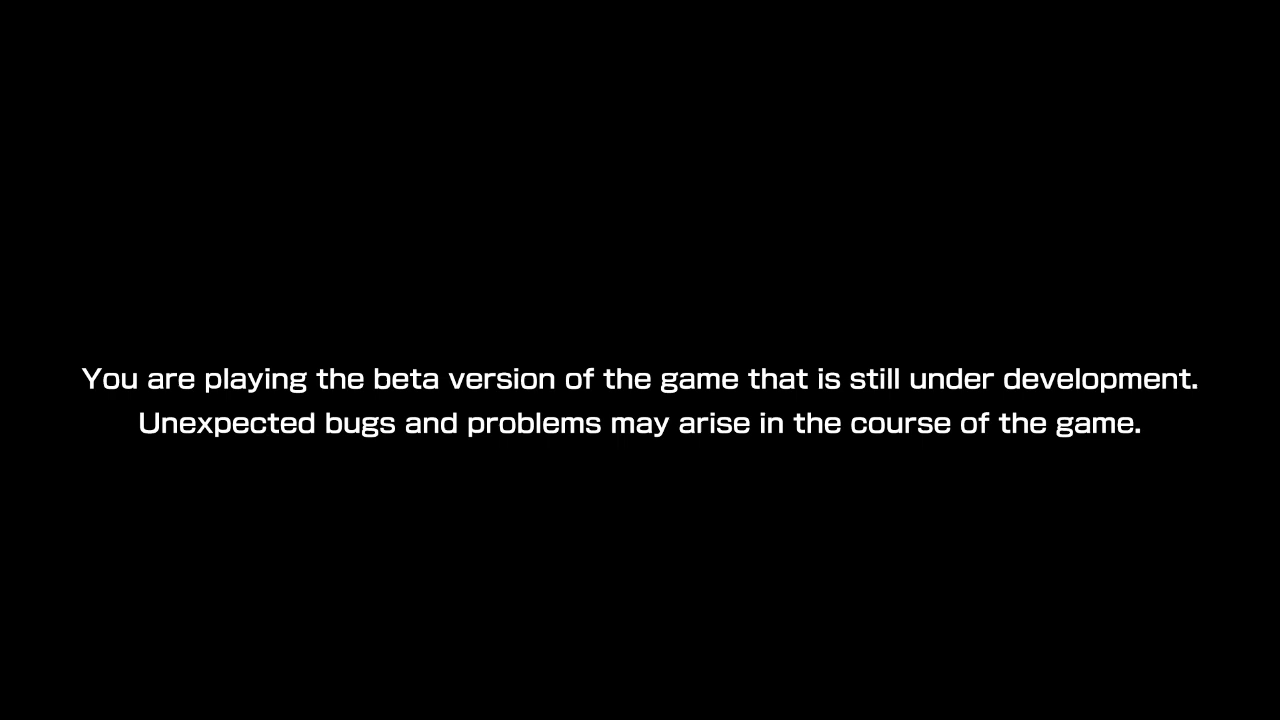 You are playing the beta version of the game that is still under development.
Unexpected bugs and problems may arise in the course of the game.